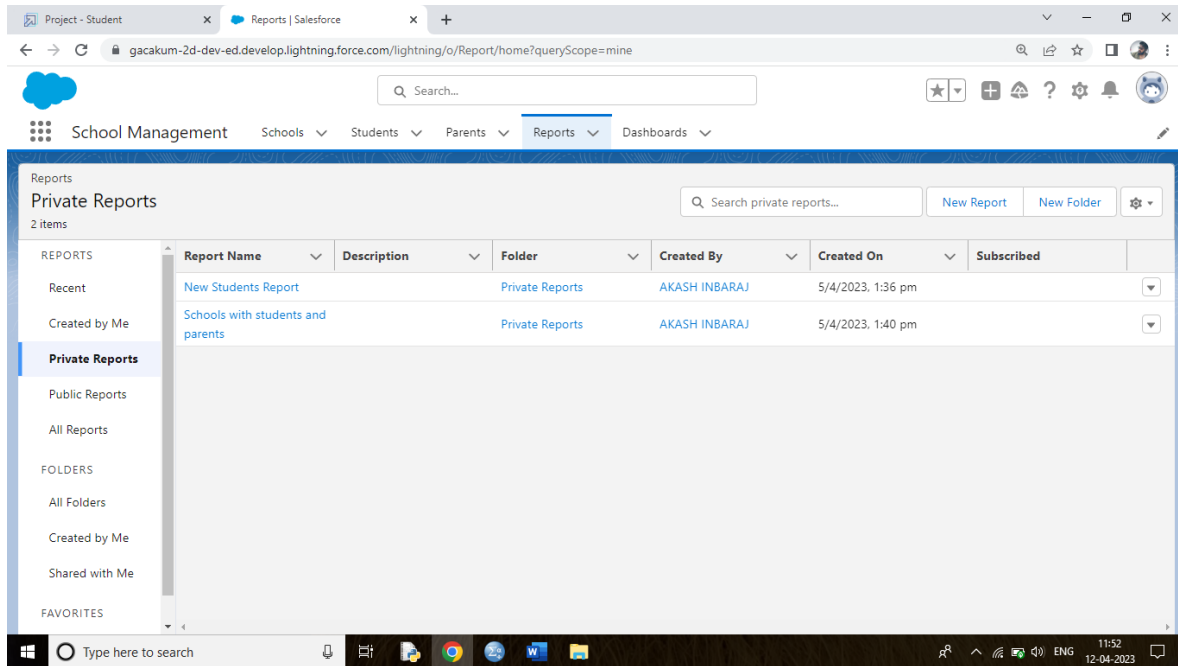 Project - Student
Reports | Salesforce
gacakum-2d-dev-ed.develop.lightning.force.com/lightning/o/Report/home?queryScope=mine
Search...
School Management Schools Students Parents Reports Dashboards
Reports
Private Reports
2 items
Search private reports...
New Report New Folder
REPORTS
Recent
Created by Me
Private Reports
Public Reports
All Reports
FOLDERS
All Folders
Created by Me
Shared with Me
FAVORITES
Report Name Description Folder Created By Created On Subscribed
New Students Report Private Reports AKASH INBARAJ 5/4/2023, 1:36 pm
Schools with students and
parents
Private Reports AKASH INBARAJ 5/4/2023, 1:40 pm
Type here to search
ENG
11:52
12-04-2023